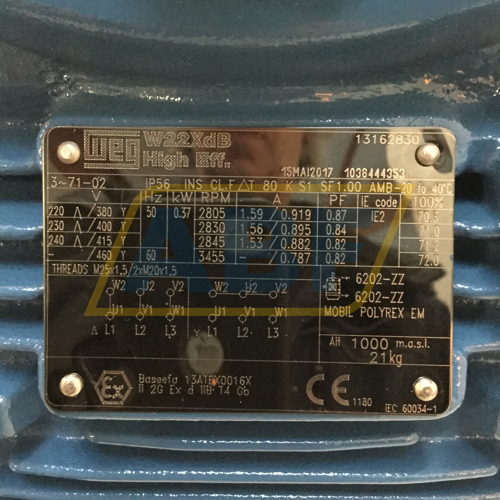 WEG W22Xdb 13162830
High Eff.
15MAI2017 1036444353
3~71-02 IP56 INS CL.F ΔT 80 K S1 SF1.00 AMB-20 to 40°C
V Hz kW RPM A PF IE code 100%
220 Δ / 380 Y 50 0.37 2805 1.59 / 0.919 0.87 IE2 70.5
230 Δ / 400 Y 2830 1.56 / 0.895 0.84 71.0
240 Δ / 415 Y 2845 1.53 / 0.882 0.82 71.2
- / 460 Y 60 3455 - / 0.787 0.82 72.0
THREADS M25x1,5/2xM20x1,5
W2 U2 V2 W2 U2 V2
U1 V1 W1 U1 V1 W1
Δ L1 L2 L3 Y L1 L2 L3
6202-ZZ
6202-ZZ
MOBIL POLYREX EM
Alt 1000 m.a.s.l.
21kg
Ex Baseefa 13ATEX0016X
II 2G Ex d IIB T4 Gb
CE 1180
IEC 60034-1